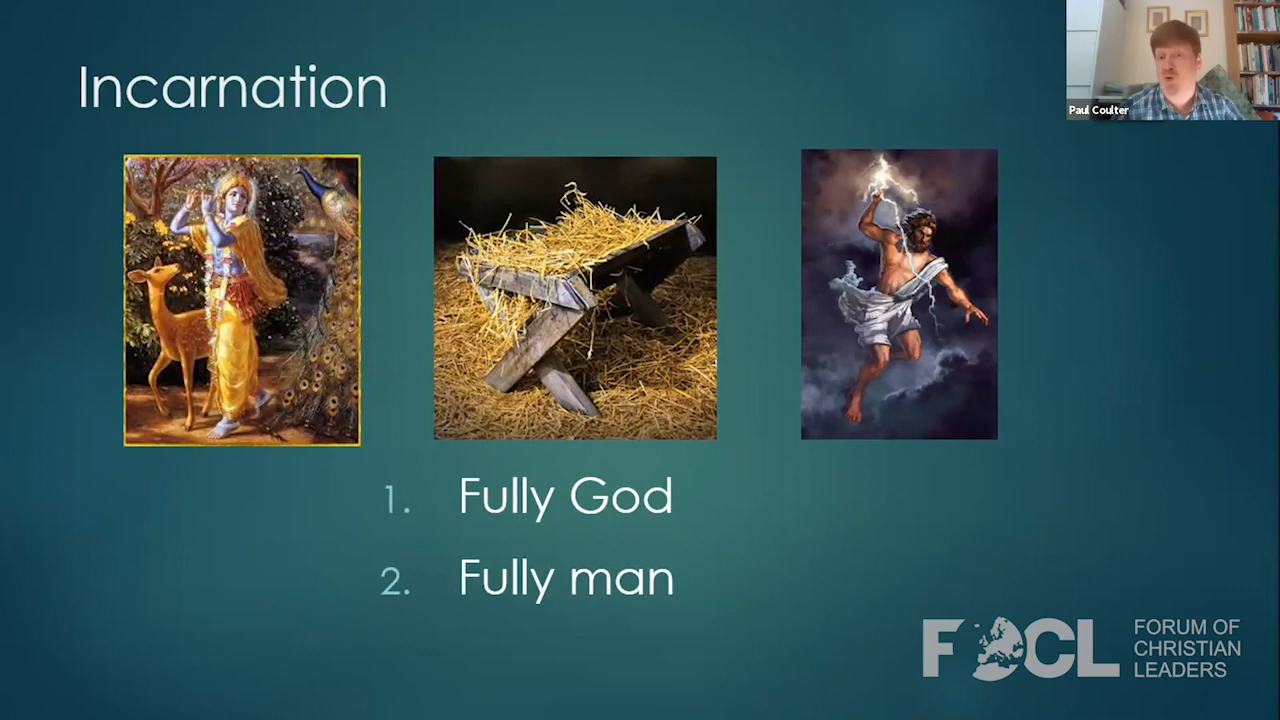 Incarnation
Paul Coulter
1. Fully God
2. Fully man
FOCL
FORUM OF
CHRISTIAN
LEADERS